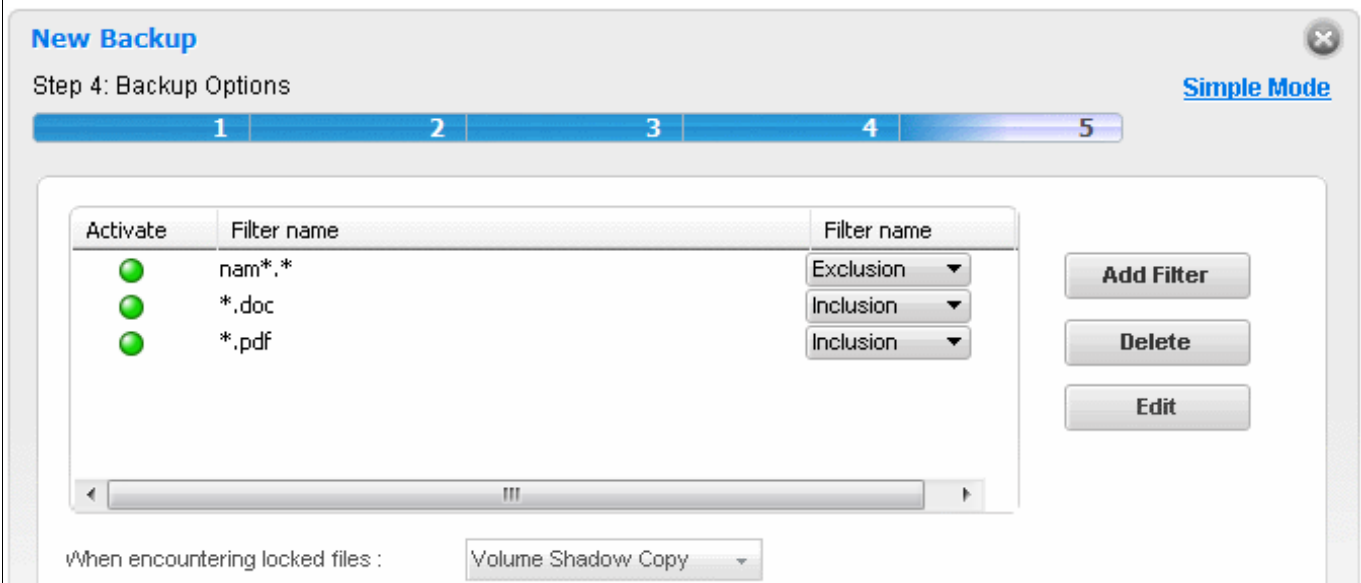 New Backup
Step 4: Backup Options
Simple Mode
1 2 3 4 5
Activate Filter name Filter name
nam*.* Exclusion
*.doc Inclusion
*.pdf Inclusion
Add Filter
Delete
Edit
When encountering locked files : Volume Shadow Copy